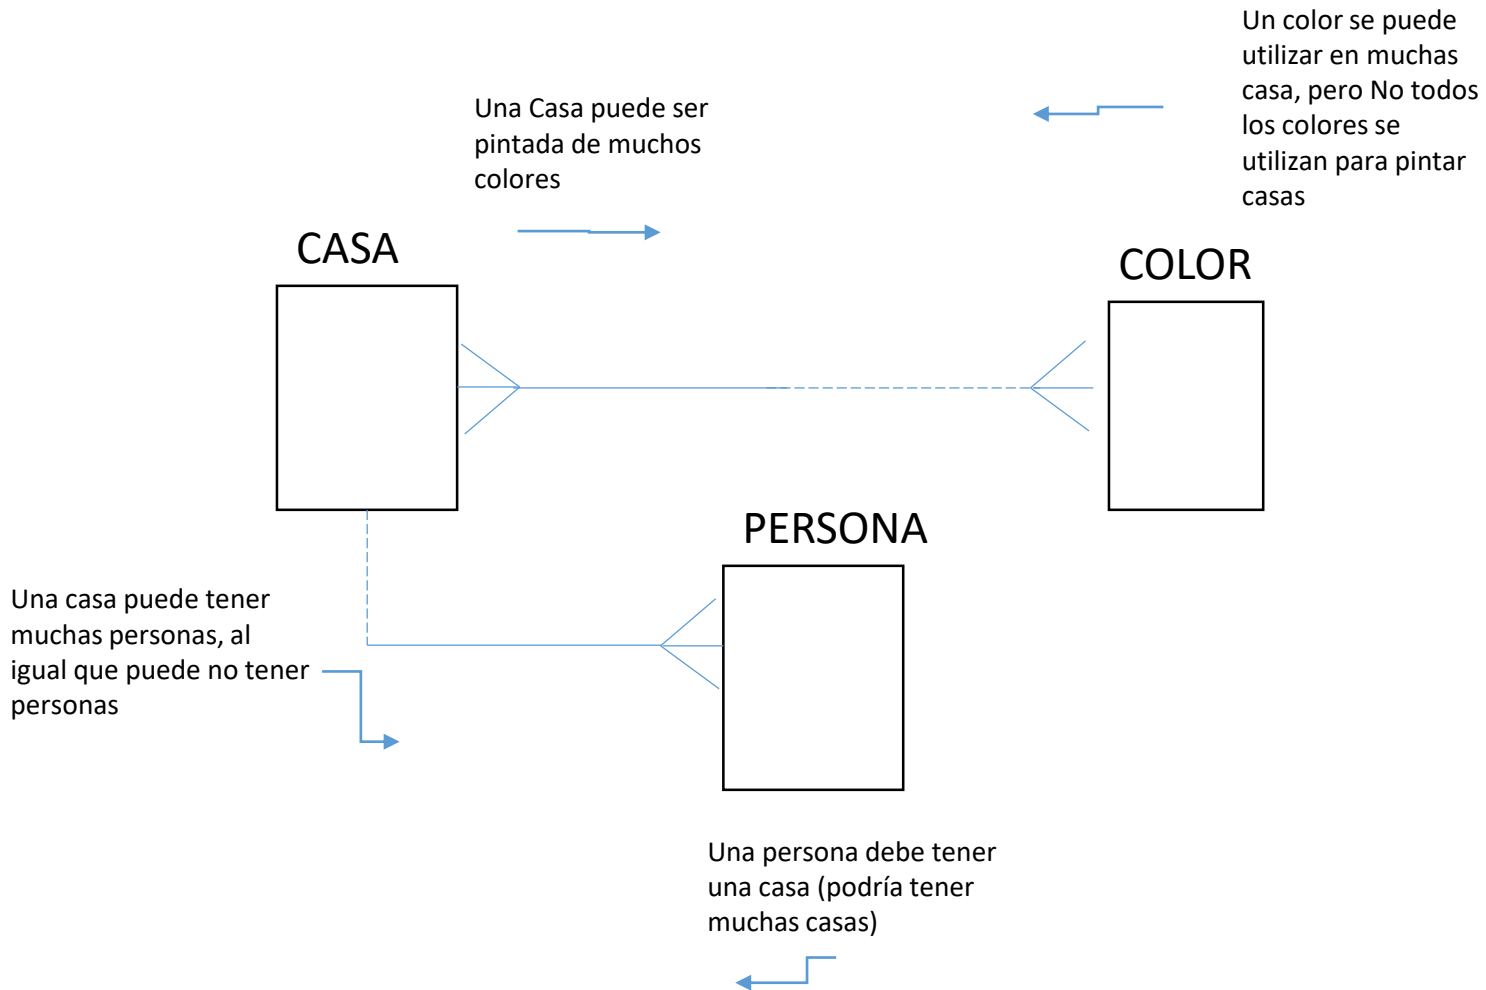 Un color se puede
utilizar en muchas
casa, pero No todos
los colores se
utilizan para pintar
casas
Una Casa puede ser
pintada de muchos
colores
CASA
COLOR
PERSONA
Una casa puede tener
muchas personas, al
igual que puede no tener
personas
Una persona debe tener
una casa (podría tener
muchas casas)